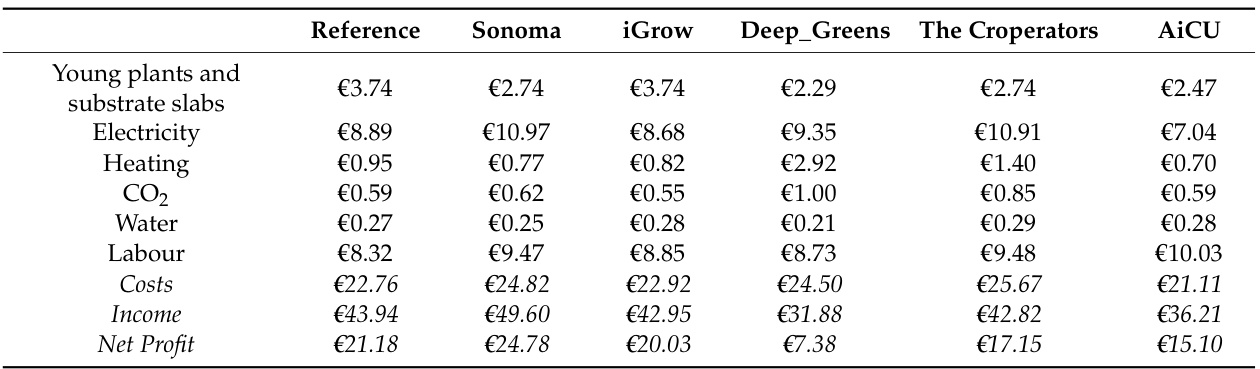 Reference Sonoma iGrow Deep_Greens The Croperators AiCU
Young plants and
substrate slabs €3.74 €2.74 €3.74 €2.29 €2.74 €2.47
Electricity €8.89 €10.97 €8.68 €9.35 €10.91 €7.04
Heating €0.95 €0.77 €0.82 €2.92 €1.40 €0.70
CO₂ €0.59 €0.62 €0.55 €1.00 €0.85 €0.59
Water €0.27 €0.25 €0.28 €0.21 €0.29 €0.28
Labour €8.32 €9.47 €8.85 €8.73 €9.48 €10.03
Costs €22.76 €24.82 €22.92 €24.50 €25.67 €21.11
Income €43.94 €49.60 €42.95 €31.88 €42.82 €36.21
Net Profit €21.18 €24.78 €20.03 €7.38 €17.15 €15.10